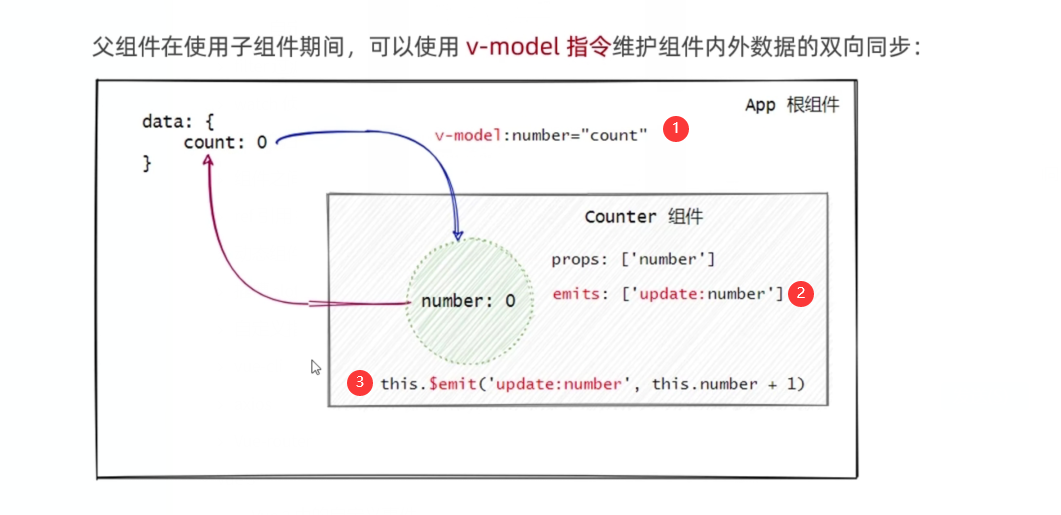 父组件在使用子组件期间，可以使用 v-model 指令维护组件内外数据的双向同步：
App 根组件
data: {
count: 0
}
v-model:number="count" 1
Counter 组件
props: ['number']
emits: ['update:number'] 2
number: 0
3 this.$emit('update:number', this.number + 1)